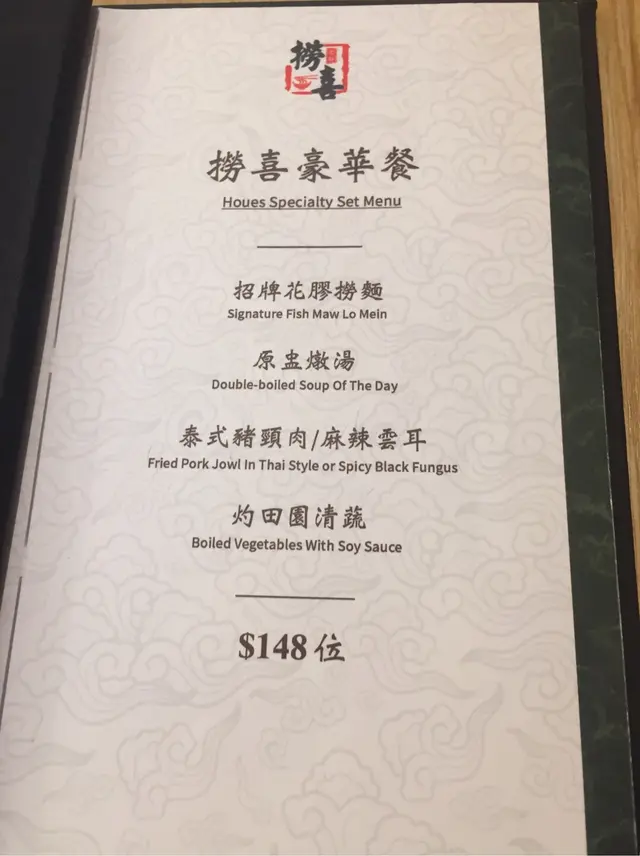 撈喜
撈喜豪華餐
Houes Specialty Set Menu
招牌花膠撈麵
Signature Fish Maw Lo Mein
原盅燉湯
Double-boiled Soup Of The Day
泰式豬頸肉/麻辣雲耳
Fried Pork Jowl In Thai Style or Spicy Black Fungus
灼田園清蔬
Boiled Vegetables With Soy Sauce
$148 位